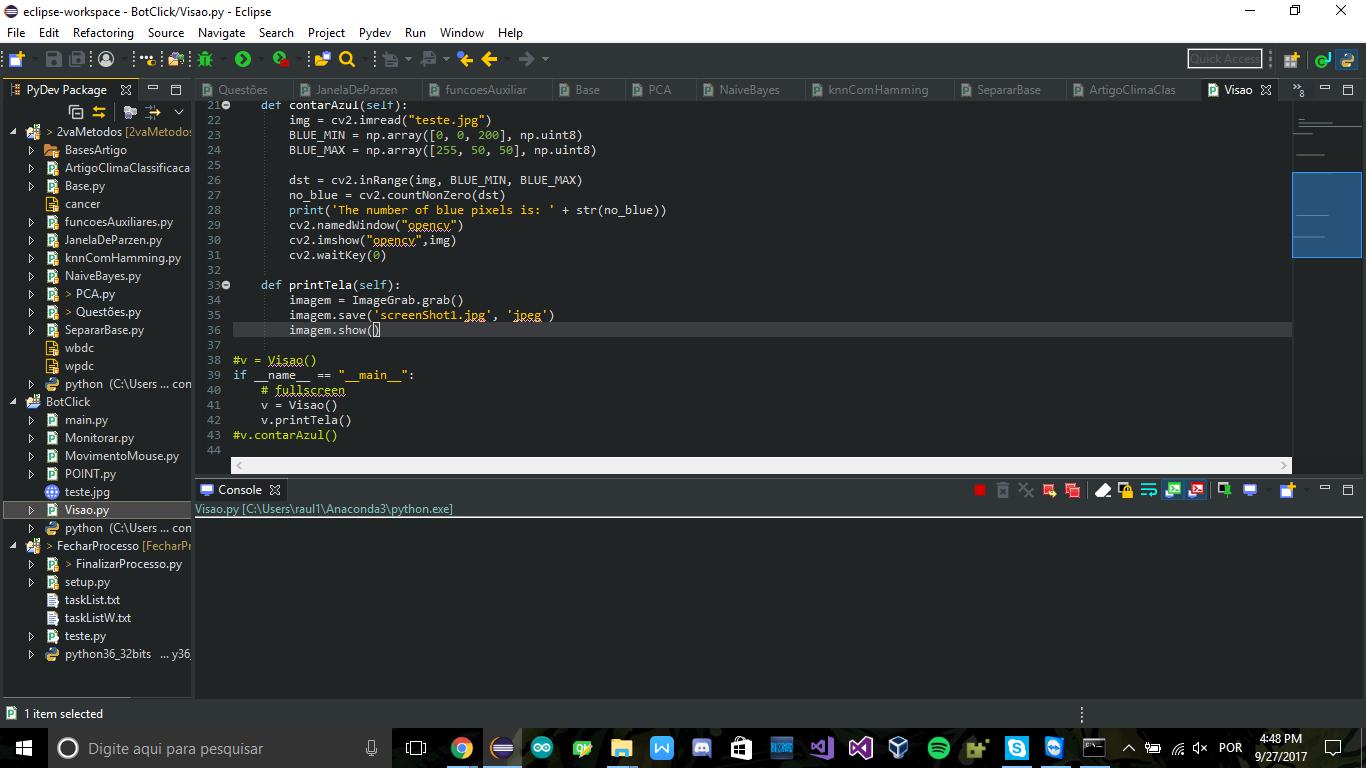 eclipse-workspace - BotClick/Visao.py - Eclipse
File Edit Refactoring Source Navigate Search Project Pydev Run Window Help
Quick Access
PyDev Package
Questões JanelaDeParzen funcoesAuxiliar Base PCA NaiveBayes knnComHamming SepararBase ArtigoClimaClas Visao »8
> 2vaMetodos [2vaMetodos
BasesArtigo
ArtigoClimaClassificaca
Base.py
cancer
funcoesAuxiliares.py
JanelaDeParzen.py
knnComHamming.py
NaiveBayes.py
> PCA.py
> Questões.py
SepararBase.py
wbdc
wpdc
python (C:\Users ... con
BotClick
main.py
Monitorar.py
MovimentoMouse.py
POINT.py
teste.jpg
Visao.py
python (C:\Users ... con
> FecharProcesso [FecharPr
> FinalizarProcesso.py
setup.py
taskList.txt
taskListW.txt
teste.py
python36_32bits ... y36_
21 def contarAzul(self):
22 img = cv2.imread("teste.jpg")
23 BLUE_MIN = np.array([0, 0, 200], np.uint8)
24 BLUE_MAX = np.array([255, 50, 50], np.uint8)
25
26 dst = cv2.inRange(img, BLUE_MIN, BLUE_MAX)
27 no_blue = cv2.countNonZero(dst)
28 print('The number of blue pixels is: ' + str(no_blue))
29 cv2.namedWindow("opencv")
30 cv2.imshow("opencv",img)
31 cv2.waitKey(0)
32
33 def printTela(self):
34 imagem = ImageGrab.grab()
35 imagem.save('screenShot1.jpg', 'jpeg')
36 imagem.show()
37
38 #v = Visao()
39 if __name__ == "__main__":
40 # fullscreen
41 v = Visao()
42 v.printTela()
43 #v.contarAzul()
44
Console
Visao.py [C:\Users\raul1\Anaconda3\python.exe]
1 item selected
Digite aqui para pesquisar
POR
4:48 PM
9/27/2017